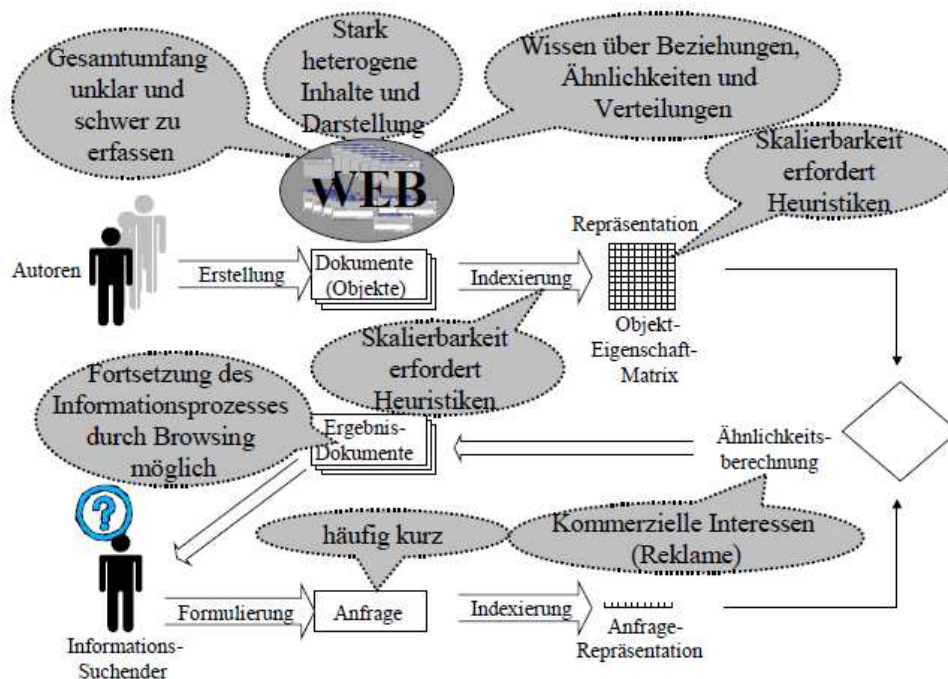 Gesamtumfang
unklar und
schwer zu
erfassen
Stark
heterogene
Inhalte und
Darstellung
Wissen über Beziehungen,
Ähnlichkeiten und
Verteilungen
WEB
Skalierbarkeit
erfordert
Heuristiken
Autoren
Erstellung
Dokumente
(Objekte)
Indexierung
Repräsentation
Objekt-
Eigenschaft-
Matrix
Skalierbarkeit
erfordert
Heuristiken
Fortsetzung des
Informationsprozesses
durch Browsing
möglich
Ergebnis-
Dokumente
Ähnlichkeits-
berechnung
?
häufig kurz
Kommerzielle Interessen
(Reklame)
Informations-
Suchender
Formulierung
Anfrage
Indexierung
Anfrage-
Repräsentation